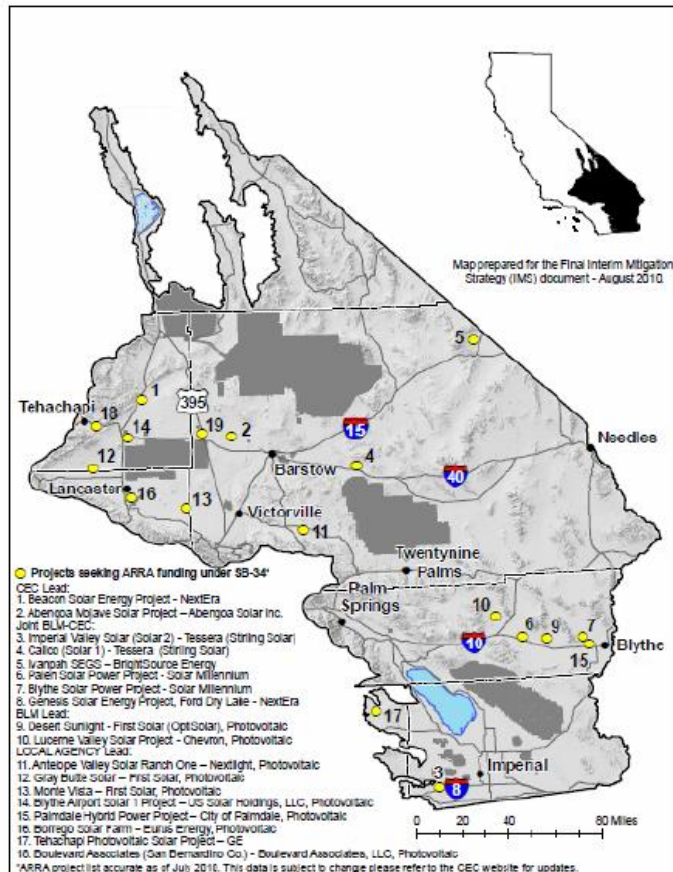 Map prepared for the Final Interim Mitigation
Strategy (IMS) document - August 2010.
5
1
Tehachapi
18
395
14
19
2
15
Needles
12
Barstow
4
40
Lancaster
16
13
Victorville
11
Twentynine
Palms
Palm
Springs
10
6
9
7
10
Blythe
15
17
3
Imperial
8
0 20 40 80 Miles
Projects seeking ARRA funding under SB-34*
CEC Lead:
1. Beacon Solar Energy Project - NextEra
2. Abengoa Mojave Solar Project – Abengoa Solar Inc.
Joint BLM-CEC:
3. Imperial Valley Solar (Solar 2) - Tessera (Stirling Solar)
4. Calico (Solar 1) - Tessera (Stirling Solar)
5. Ivanpah SEGS – BrightSource Energy
6. Palen Solar Power Project - Solar Millennium
7. Blythe Solar Power Project - Solar Millennium
8. Genesis Solar Energy Project, Ford Dry Lake - NextEra
BLM Lead:
9. Desert Sunlight - First Solar (OptiSolar), Photovoltaic
10. Lucerne Valley Solar Project - Chevron, Photovoltaic
LOCAL AGENCY Lead:
11. Antelope Valley Solar Ranch One – Nextlight, Photovoltaic
12. Gray Butte Solar – First Solar, Photovoltaic
13. Monte Vista – First Solar, Photovoltaic
14. Blythe Airport Solar 1 Project – US Solar Holdings, LLC, Photovoltaic
15. Palmdale Hybrid Power Project – City of Palmdale, Photovoltaic
16. Borrego Solar Farm – Eurus Energy, Photovoltaic
17. Tehachapi Photovoltaic Solar Project – GE
18. Boulevard Associates (San Bernardino Co.) - Boulevard Associates, LLC, Photovoltaic
*ARRA project list accurate as of July 2010. This data is subject to change please refer to the CEC website for updates.